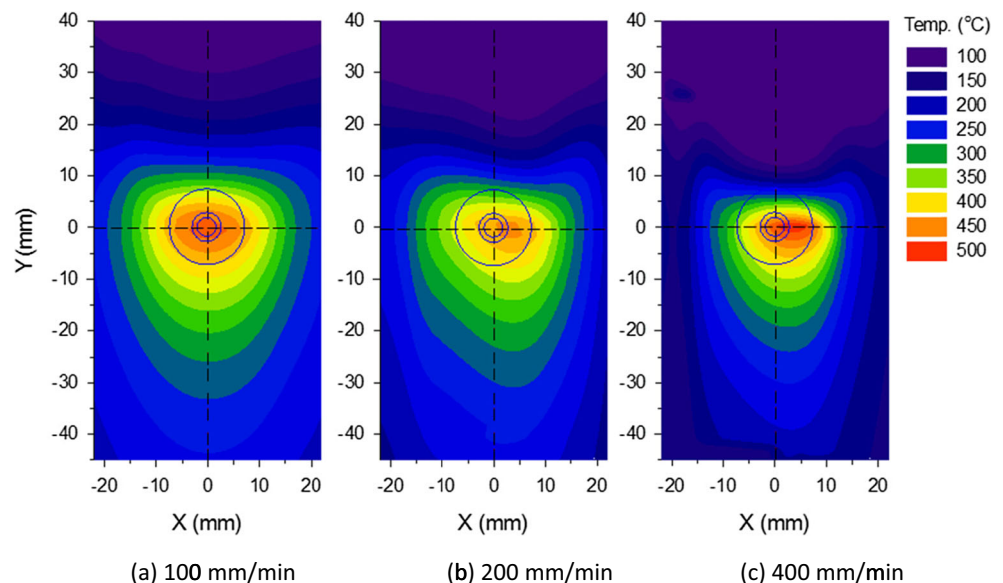 40 30 20 10 0 -10 -20 -30 -40
Y (mm)
-20 -10 0 10 20
X (mm)
(a) 100 mm/min
40 30 20 10 0 -10 -20 -30 -40
-20 -10 0 10 20
X (mm)
(b) 200 mm/min
40 30 20 10 0 -10 -20 -30 -40
-20 -10 0 10 20
X (mm)
(c) 400 mm/min
Temp. (°C)
100
150
200
250
300
350
400
450
500